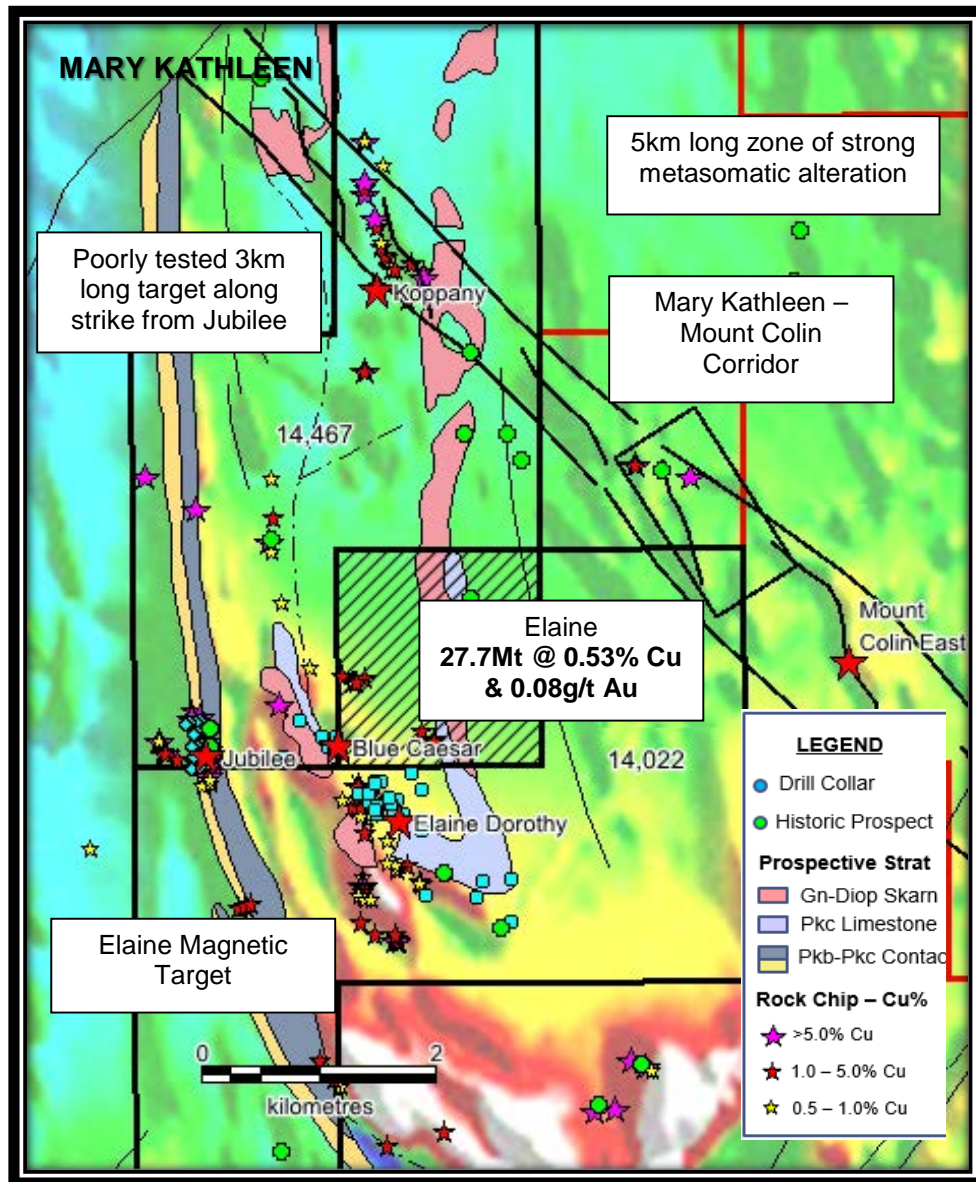 MARY KATHLEEN
5km long zone of strong
metasomatic alteration
Poorly tested 3km
long target along
strike from Jubilee
Koppany
Mary Kathleen –
Mount Colin
Corridor
14,467
Elaine
27.7Mt @ 0.53% Cu
& 0.08g/t Au
Mount
Colin East
Jubilee
Blue Caesar
14,022
Elaine Dorothy
Elaine Magnetic
Target
0 2
kilometres
LEGEND
Drill Collar
Historic Prospect
Prospective Strat
Gn-Diop Skarn
Pkc Limestone
Pkb-Pkc Contac
Rock Chip – Cu%
>5.0% Cu
1.0 – 5.0% Cu
0.5 – 1.0% Cu